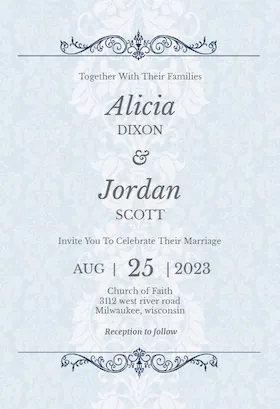 Together With Their Families
Alicia
DIXON
&
Jordan
SCOTT
Invite You To Celebrate Their Marriage
AUG | 25 | 2023
Church of Faith
3112 west river road
Milwaukee, wisconsin
Reception to follow